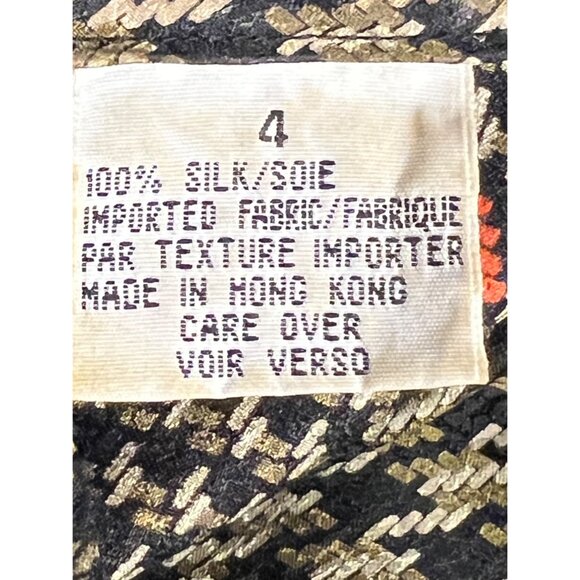 4
100% SILK/SOIE
IMPORTED FABRIC/FABRIQUE
PAR TEXTURE IMPORTER
MADE IN HONG KONG
CARE OVER
VOIR VERSO